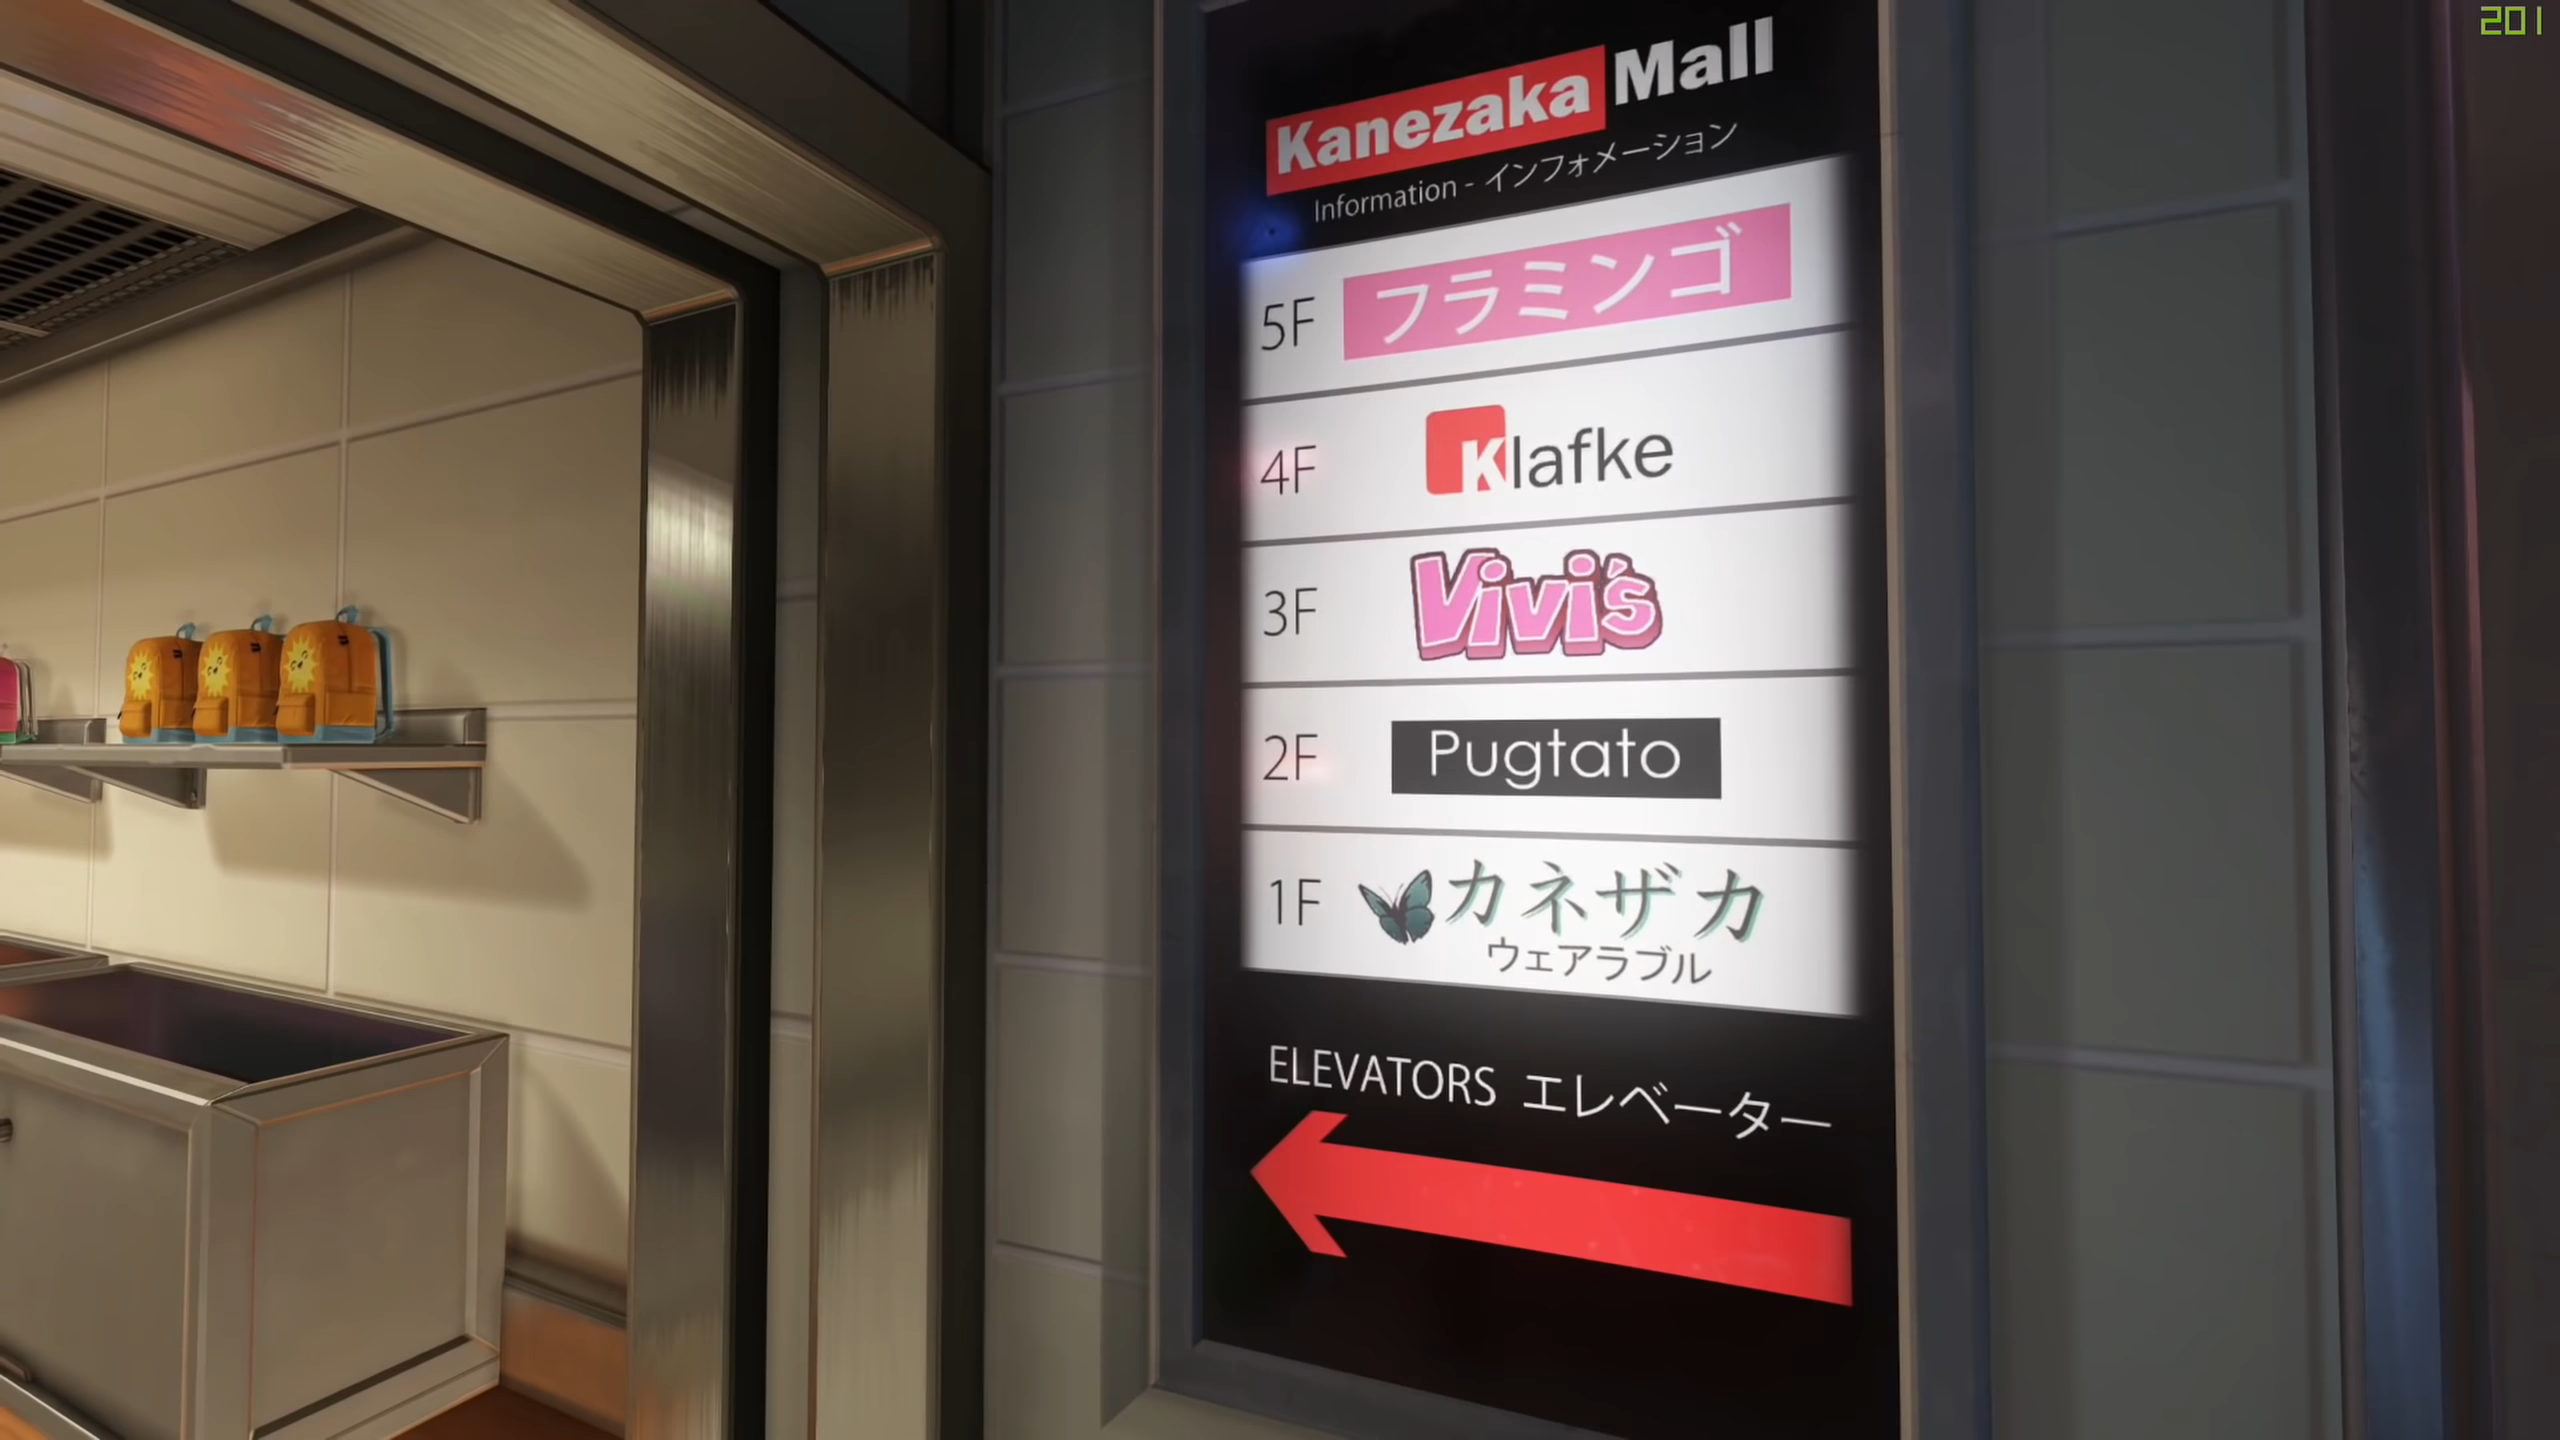 201
Kanezaka Mall
Information - インフォメーション
5F フラミンゴ
4F Klafke
3F Vivi's
2F Pugtato
1F カネザカ
ウェアラブル
ELEVATORS エレベーター